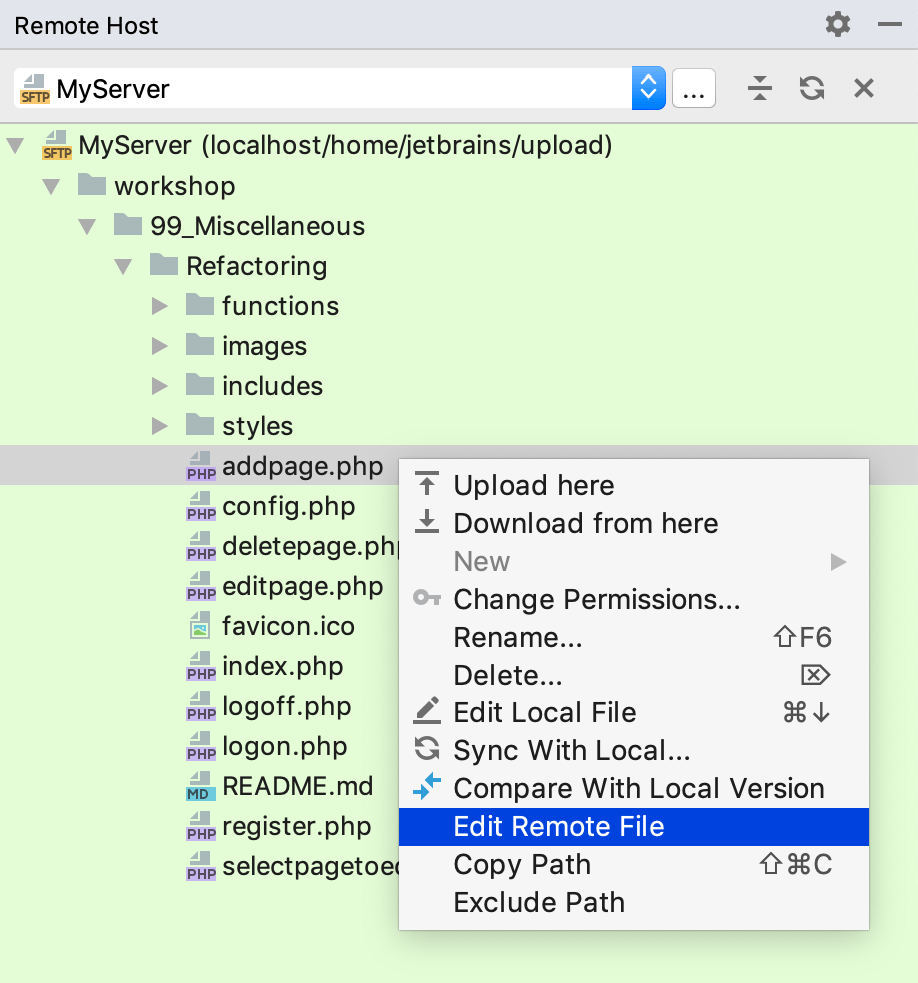 Remote Host
SFTP MyServer ...
SFTP MyServer (localhost/home/jetbrains/upload)
workshop
99_Miscellaneous
Refactoring
functions
images
includes
styles
PHP addpage.php
PHP config.php
PHP deletepage.php
PHP editpage.php
favicon.ico
PHP index.php
PHP logoff.php
PHP logon.php
MD README.md
PHP register.php
PHP
Upload here
Download from here
New
Change Permissions...
Rename... ⇧F6
Delete... ⌦
Edit Local File ⌘↓
Sync With Local...
Compare With Local Version
Edit Remote File
Copy Path ⇧⌘C
Exclude Path